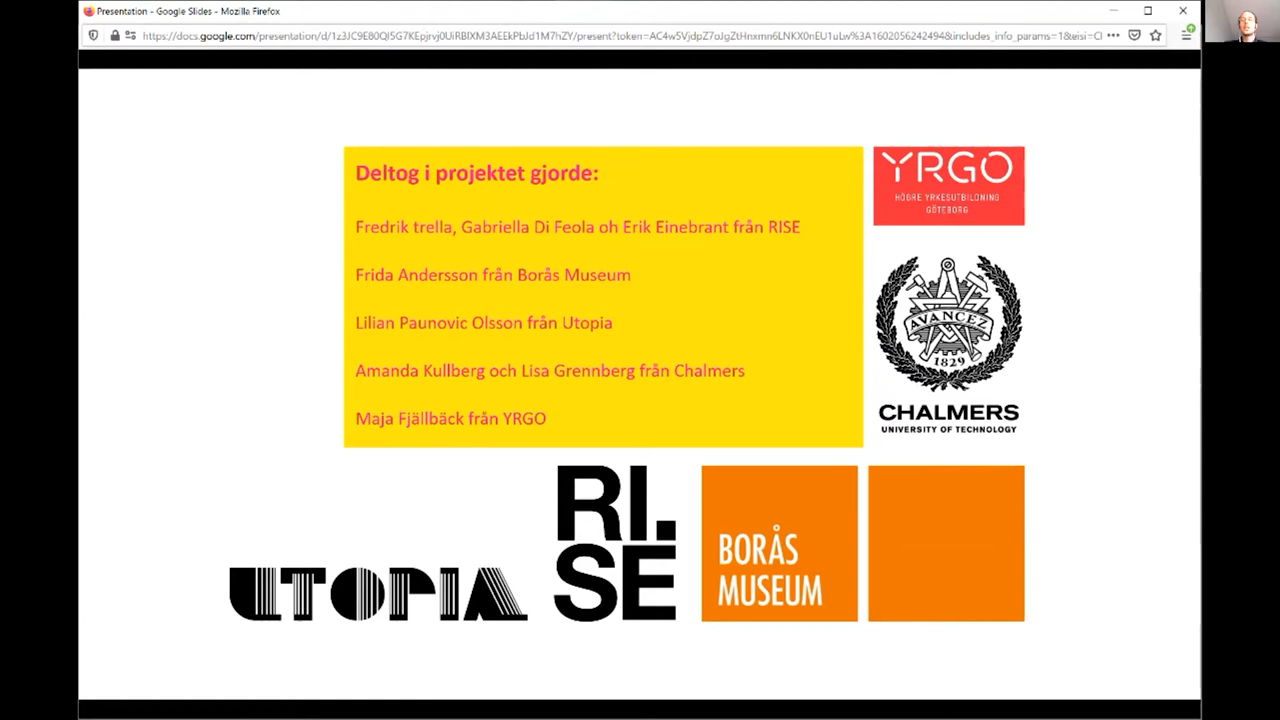 Presentation - Google Slides - Mozilla Firefox
Deltog i projektet gjorde:
Fredrik trella, Gabriella Di Feola oh Erik Einebrant från RISE
Frida Andersson från Borås Museum
Lilian Paunovic Olsson från Utopia
Amanda Kullberg och Lisa Grennberg från Chalmers
Maja Fjällbäck från YRGO
YRGO
HÖGRE YRKESUTBILDNING
GÖTEBORG
AVANCEZ
1829
CHALMERS
UNIVERSITY OF TECHNOLOGY
UTOPIA
RI.
SE
BORÅS
MUSEUM